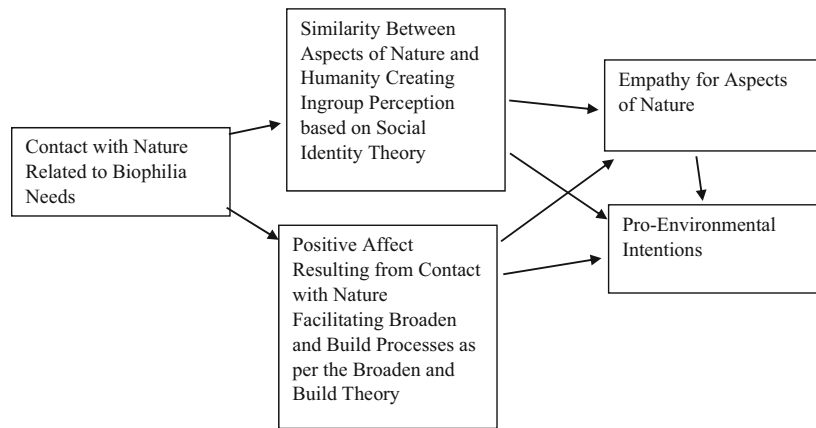 Similarity Between
Aspects of Nature and
Humanity Creating
Ingroup Perception
based on Social
Identity Theory
Empathy for Aspects
of Nature
Contact with Nature
Related to Biophilia
Needs
Pro-Environmental
Intentions
Positive Affect
Resulting from Contact
with Nature
Facilitating Broaden
and Build Processes as
per the Broaden and
Build Theory